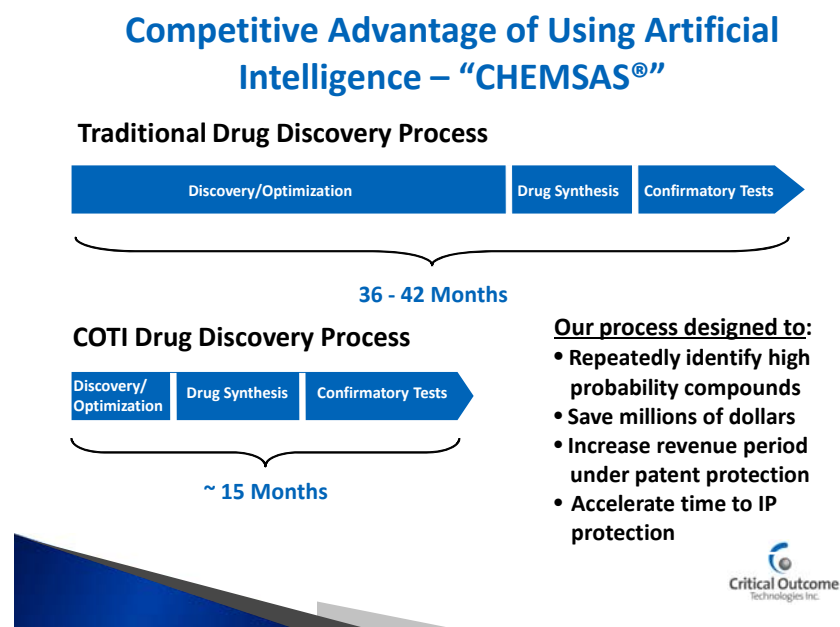 Competitive Advantage of Using Artificial
Intelligence – “CHEMSAS®”
Traditional Drug Discovery Process
Discovery/Optimization
Drug Synthesis
Confirmatory Tests
36 - 42 Months
COTI Drug Discovery Process
Discovery/
Optimization
Drug Synthesis
Confirmatory Tests
~ 15 Months
Our process designed to:
• Repeatedly identify high
probability compounds
• Save millions of dollars
• Increase revenue period
under patent protection
• Accelerate time to IP
protection
Critical Outcome
Technologies Inc.